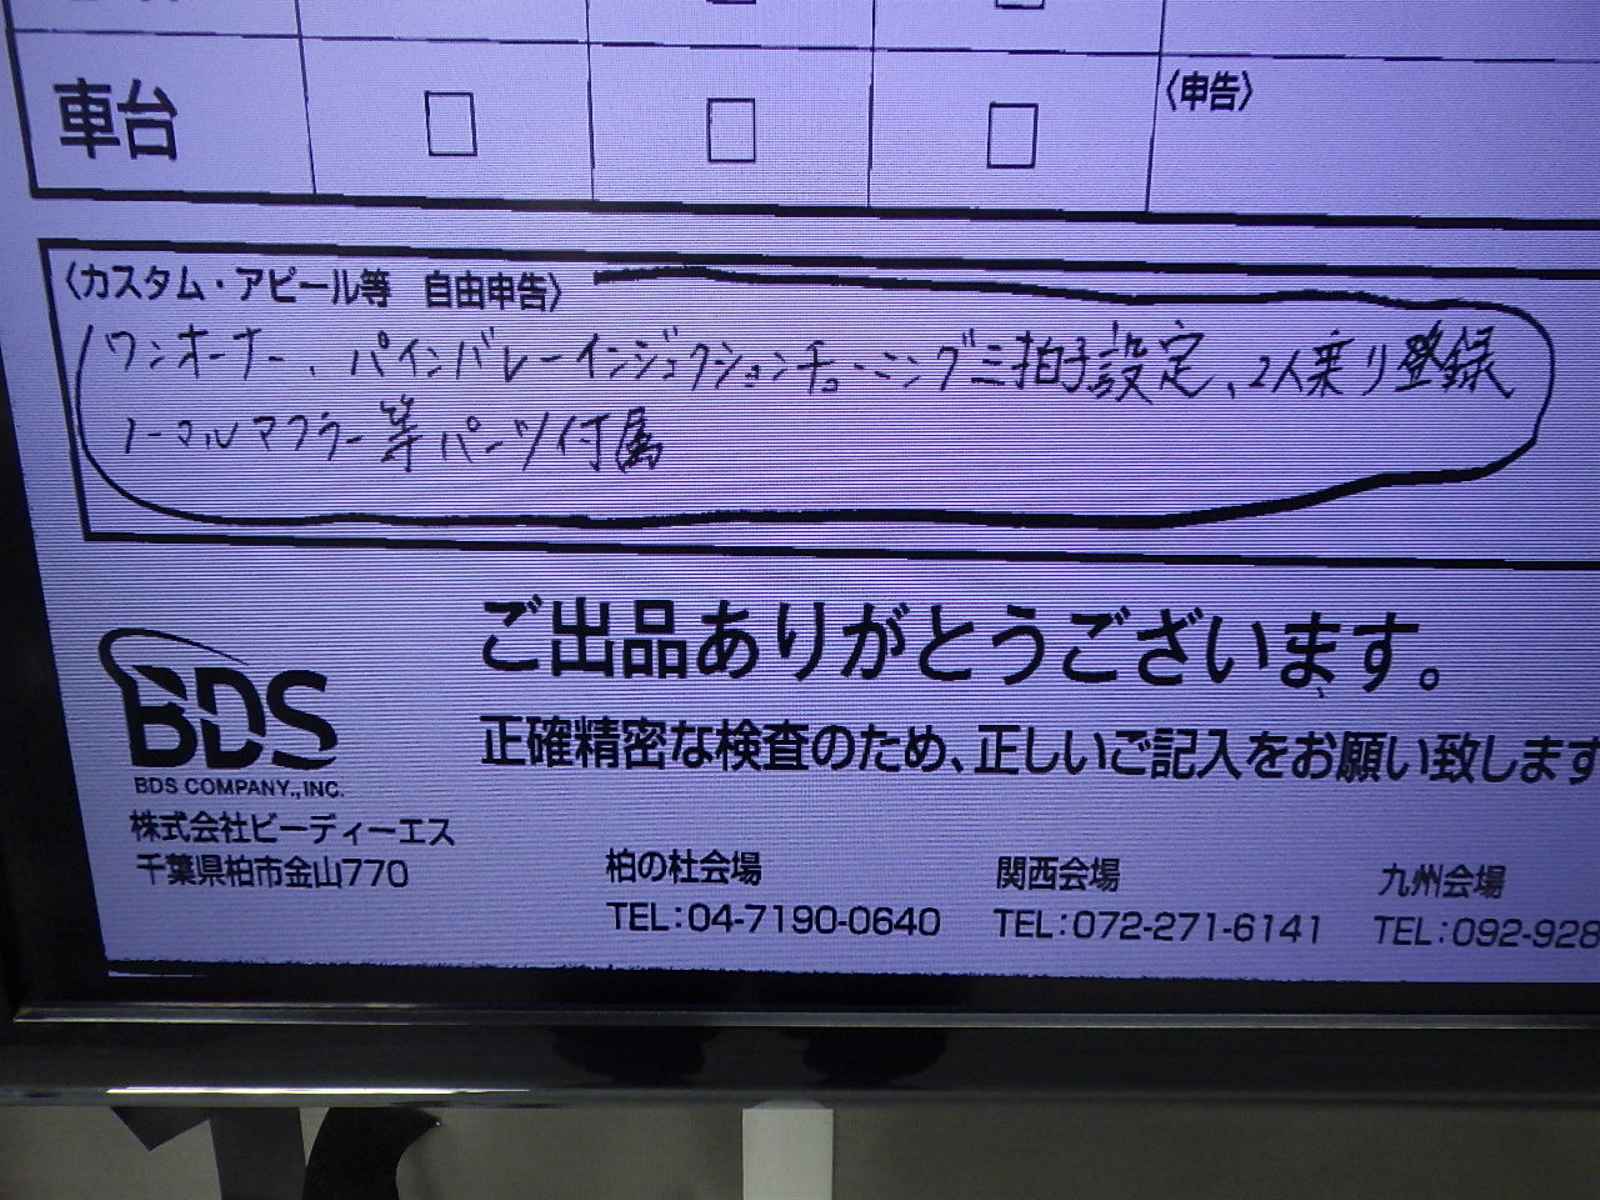 車台 □ □ □ 〈申告〉
〈カスタム・アピール等 自由申告〉
ワンオーナー、パインバレーインジェクションチューニング三拍子設定、2人乗り登録
ノーマルマフラー等パーツ付属
ご出品ありがとうございます。
正確精密な検査のため、正しいご記入をお願い致します
BDS
BDS COMPANY.,INC.
株式会社ビーディーエス
千葉県柏市金山770
柏の杜会場 関西会場 九州会場
TEL:04-7190-0640 TEL:072-271-6141 TEL:092-928